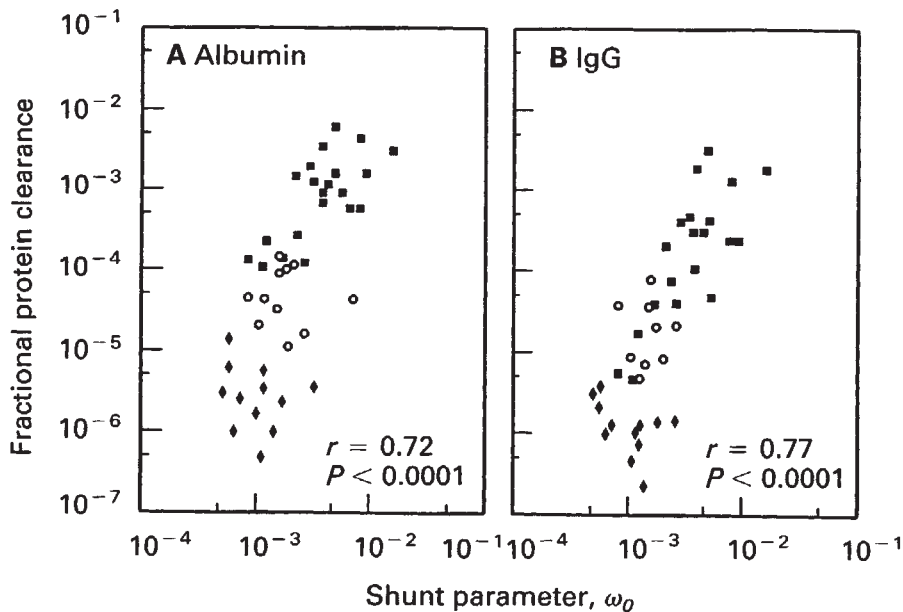 Fractional protein clearance
10⁻¹
10⁻²
10⁻³
10⁻⁴
10⁻⁵
10⁻⁶
10⁻⁷
A Albumin
r = 0.72
P < 0.0001
10⁻⁴ 10⁻³ 10⁻² 10⁻¹
B IgG
r = 0.77
P < 0.0001
10⁻⁴ 10⁻³ 10⁻² 10⁻¹
Shunt parameter, ω₀